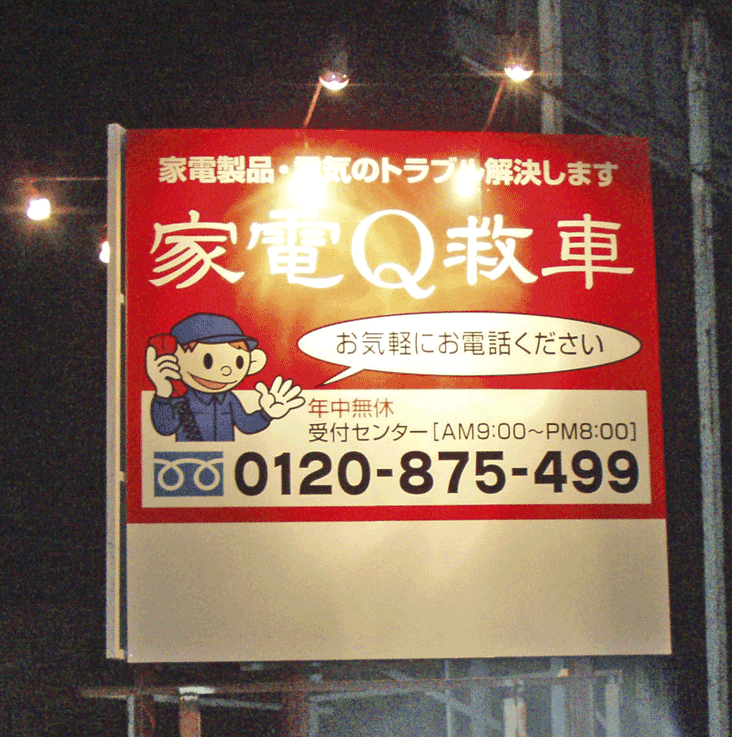 家電製品・電気のトラブル解決します
家電Q救車
お気軽にお電話ください
年中無休
受付センター[AM9:00〜PM8:00]
0120-875-499